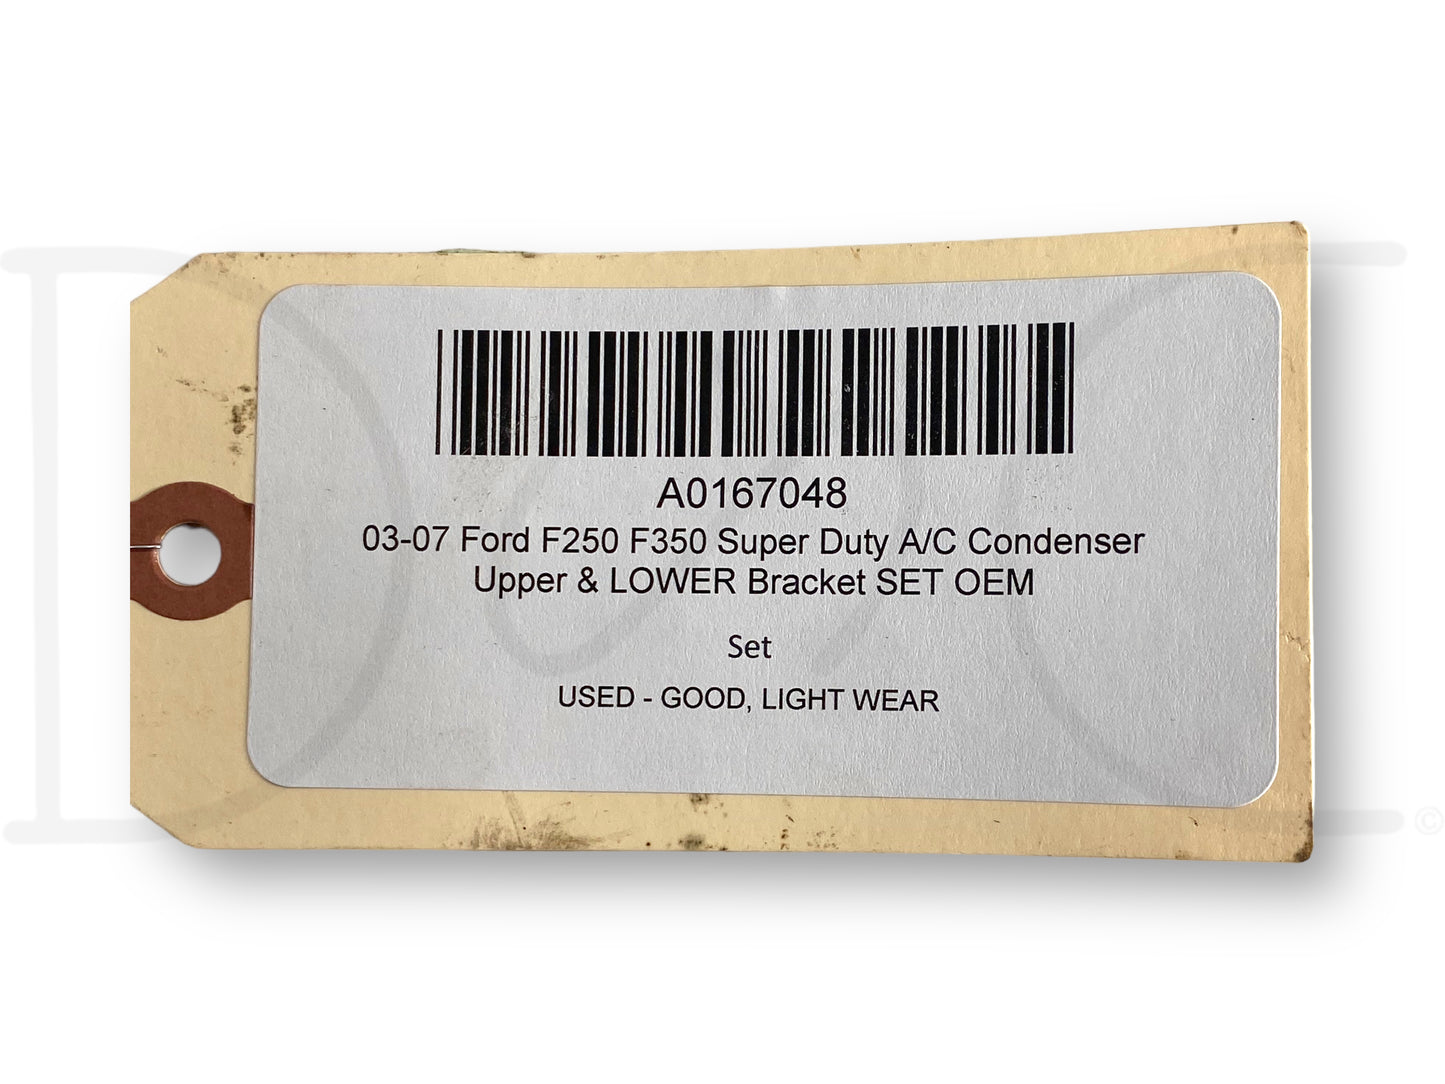 A0167048
03-07 Ford F250 F350 Super Duty A/C Condenser
Upper & LOWER Bracket SET OEM
Set
USED - GOOD, LIGHT WEAR
©